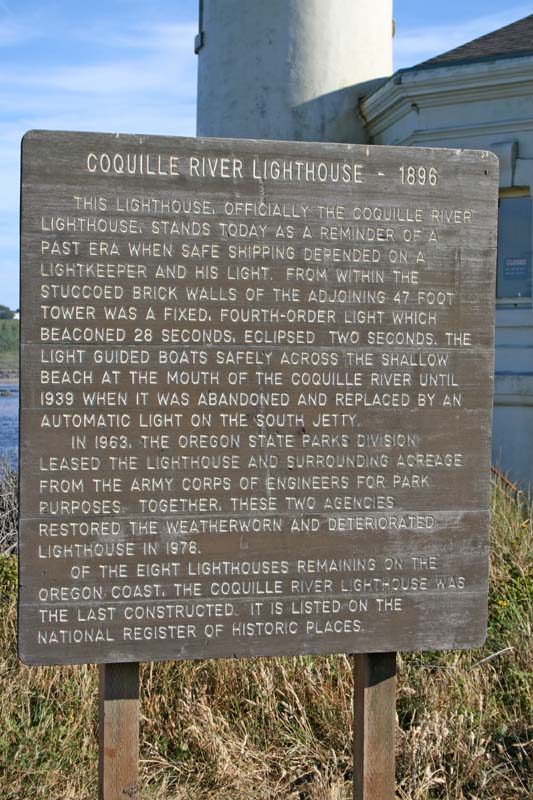 COQUILLE RIVER LIGHTHOUSE - 1896
THIS LIGHTHOUSE, OFFICIALLY THE COQUILLE RIVER
LIGHTHOUSE, STANDS TODAY AS A REMINDER OF A
PAST ERA WHEN SAFE SHIPPING DEPENDED ON A
LIGHTKEEPER AND HIS LIGHT. FROM WITHIN THE
STUCCOED BRICK WALLS OF THE ADJOINING 47 FOOT
TOWER WAS A FIXED, FOURTH-ORDER LIGHT WHICH
BEACONED 28 SECONDS, ECLIPSED TWO SECONDS. THE
LIGHT GUIDED BOATS SAFELY ACROSS THE SHALLOW
BEACH AT THE MOUTH OF THE COQUILLE RIVER UNTIL
1939 WHEN IT WAS ABANDONED AND REPLACED BY AN
AUTOMATIC LIGHT ON THE SOUTH JETTY.
IN 1963, THE OREGON STATE PARKS DIVISION
LEASED THE LIGHTHOUSE AND SURROUNDING ACREAGE
FROM THE ARMY CORPS OF ENGINEERS FOR PARK
PURPOSES. TOGETHER, THESE TWO AGENCIES
RESTORED THE WEATHERWORN AND DETERIORATED
LIGHTHOUSE IN 1976.
OF THE EIGHT LIGHTHOUSES REMAINING ON THE
OREGON COAST, THE COQUILLE RIVER LIGHTHOUSE WAS
THE LAST CONSTRUCTED. IT IS LISTED ON THE
NATIONAL REGISTER OF HISTORIC PLACES.
CLOSED